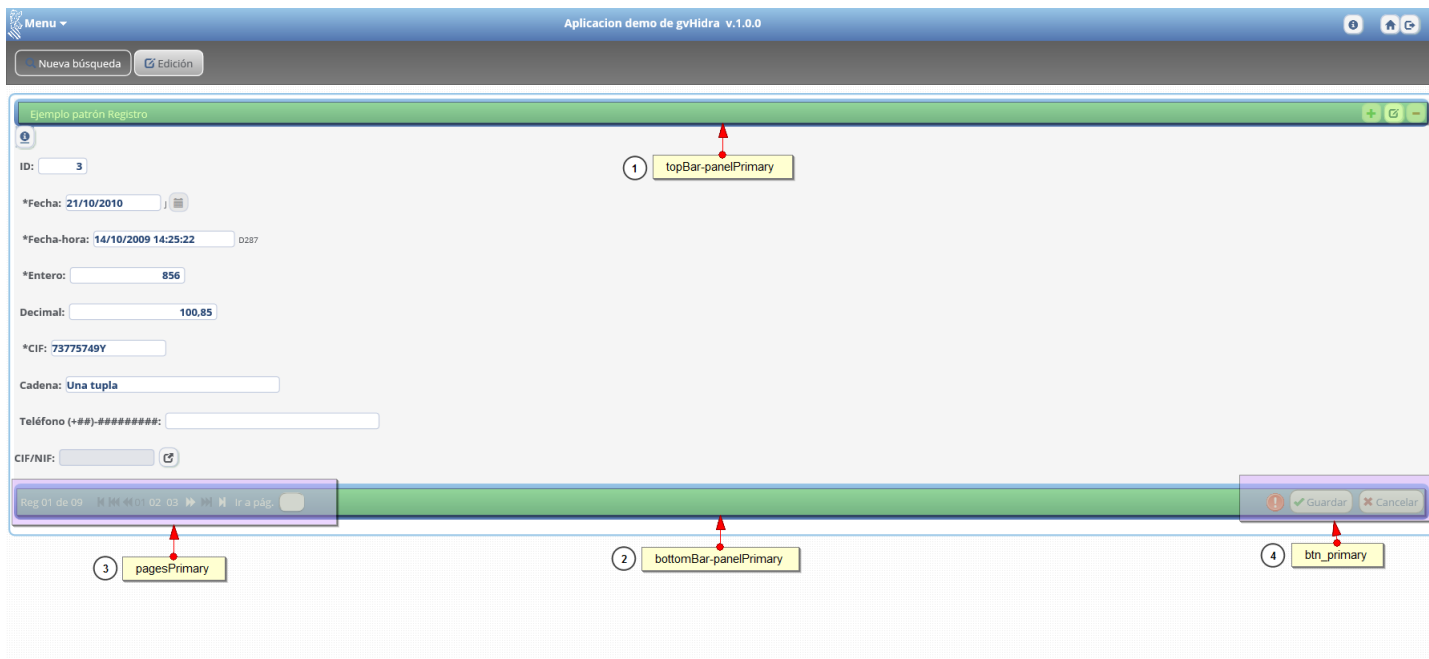 Menu
Aplicacion demo de gvHidra v.1.0.0
Nueva búsqueda
Edición
Ejemplo patrón Registro
1 topBar-panelPrimary
ID: 3
*Fecha: 21/10/2010 J
*Fecha-hora: 14/10/2009 14:25:22 D287
*Entero: 856
Decimal: 100,85
*CIF: 73775749Y
Cadena: Una tupla
Teléfono (+##)-#########:
CIF/NIF:
Reg 01 de 09 01 02 03 Ir a pág.
Guardar
Cancelar
3 pagesPrimary
2 bottomBar-panelPrimary
4 btn_primary